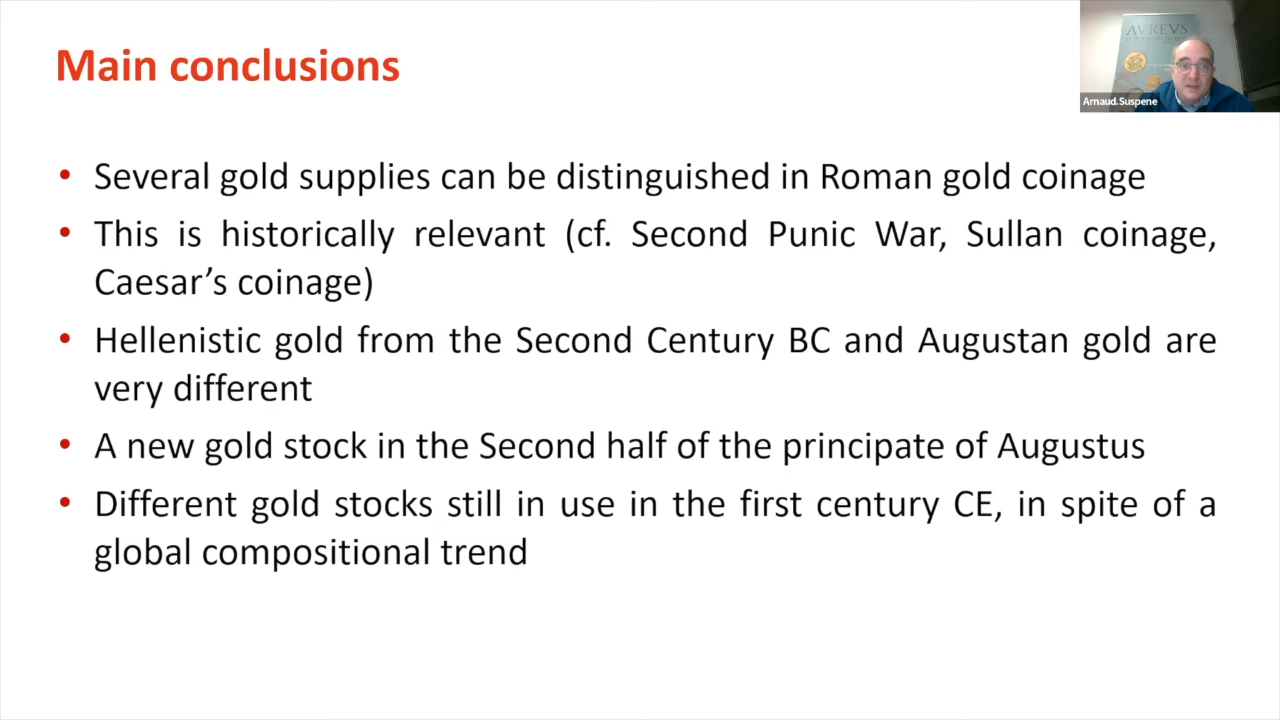 Main conclusions
AVREVS
Arnaud.Suspene
• Several gold supplies can be distinguished in Roman gold coinage
• This is historically relevant (cf. Second Punic War, Sullan coinage,
Caesar’s coinage)
• Hellenistic gold from the Second Century BC and Augustan gold are
very different
• A new gold stock in the Second half of the principate of Augustus
• Different gold stocks still in use in the first century CE, in spite of a
global compositional trend